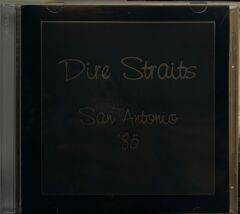 Dire Straits
San Antonio
'85